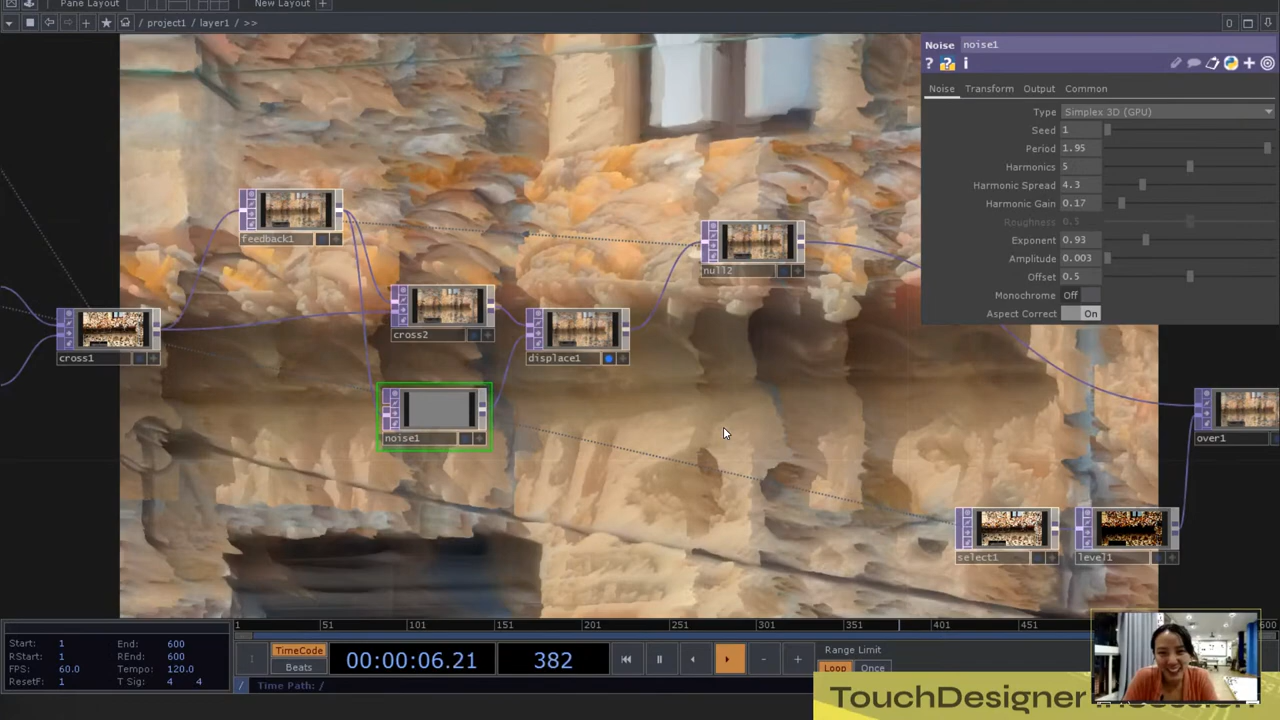 Pane Layout
New Layout +
/ project1 / layer1 / >>
0
Noise noise1
? ? i
Noise Transform Output Common
Type Simplex 3D (GPU)
Seed 1
Period 1.95
Harmonics 5
Harmonic Spread 4.3
Harmonic Gain 0.17
Roughness 0.5
Exponent 0.93
Amplitude 0.003
Offset 0.5
Monochrome Off
Aspect Correct On
feedback1
null2
cross2
cross1
displace1
noise1
over1
select1
level1
1 51 101 151 201 251 301 351 401 451 500
Start: 1 End: 600
RStart: 1 REnd: 600
FPS: 60.0 Tempo: 120.0
ResetF: 1 T Sig: 4 4
TimeCode
Beats
00:00:06.21
382
- +
Range Limit
Loop Once
/ Time Path: /
TouchDesigner